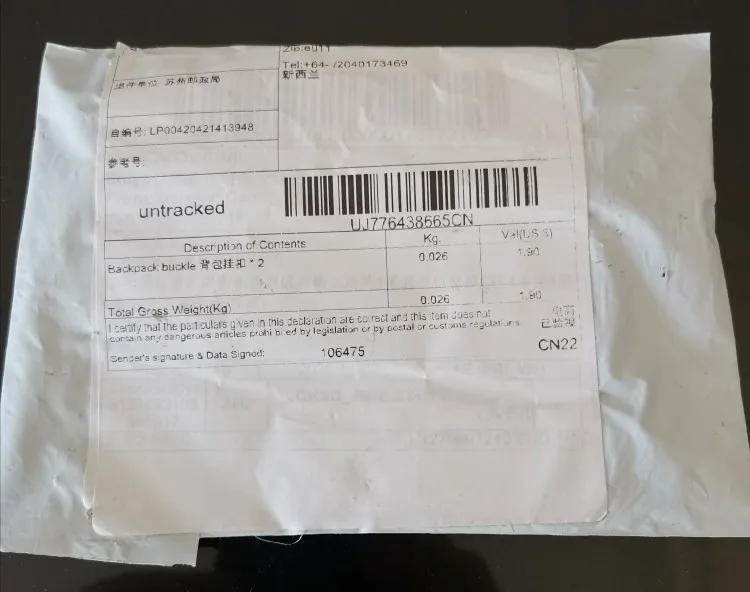 Zip:6011
Tel:+64- /2040173469
新西兰
退件单位 苏州邮政局
自编号: LP00420421413948
参考号:
untracked
UJ776438665CN
Description of Contents Kg. Val(US $)
Backpack buckle 背包挂扣 * 2 0.026 1.90
Total Gross Weight(Kg) 0.026 1.90
I certify that the particulars given in this declaration are correct and this item does not
contain any dangerous articles prohibited by legislation or by postal or customs regulations.
已验视
Sender's signature & Data Signed: 106475 CN22